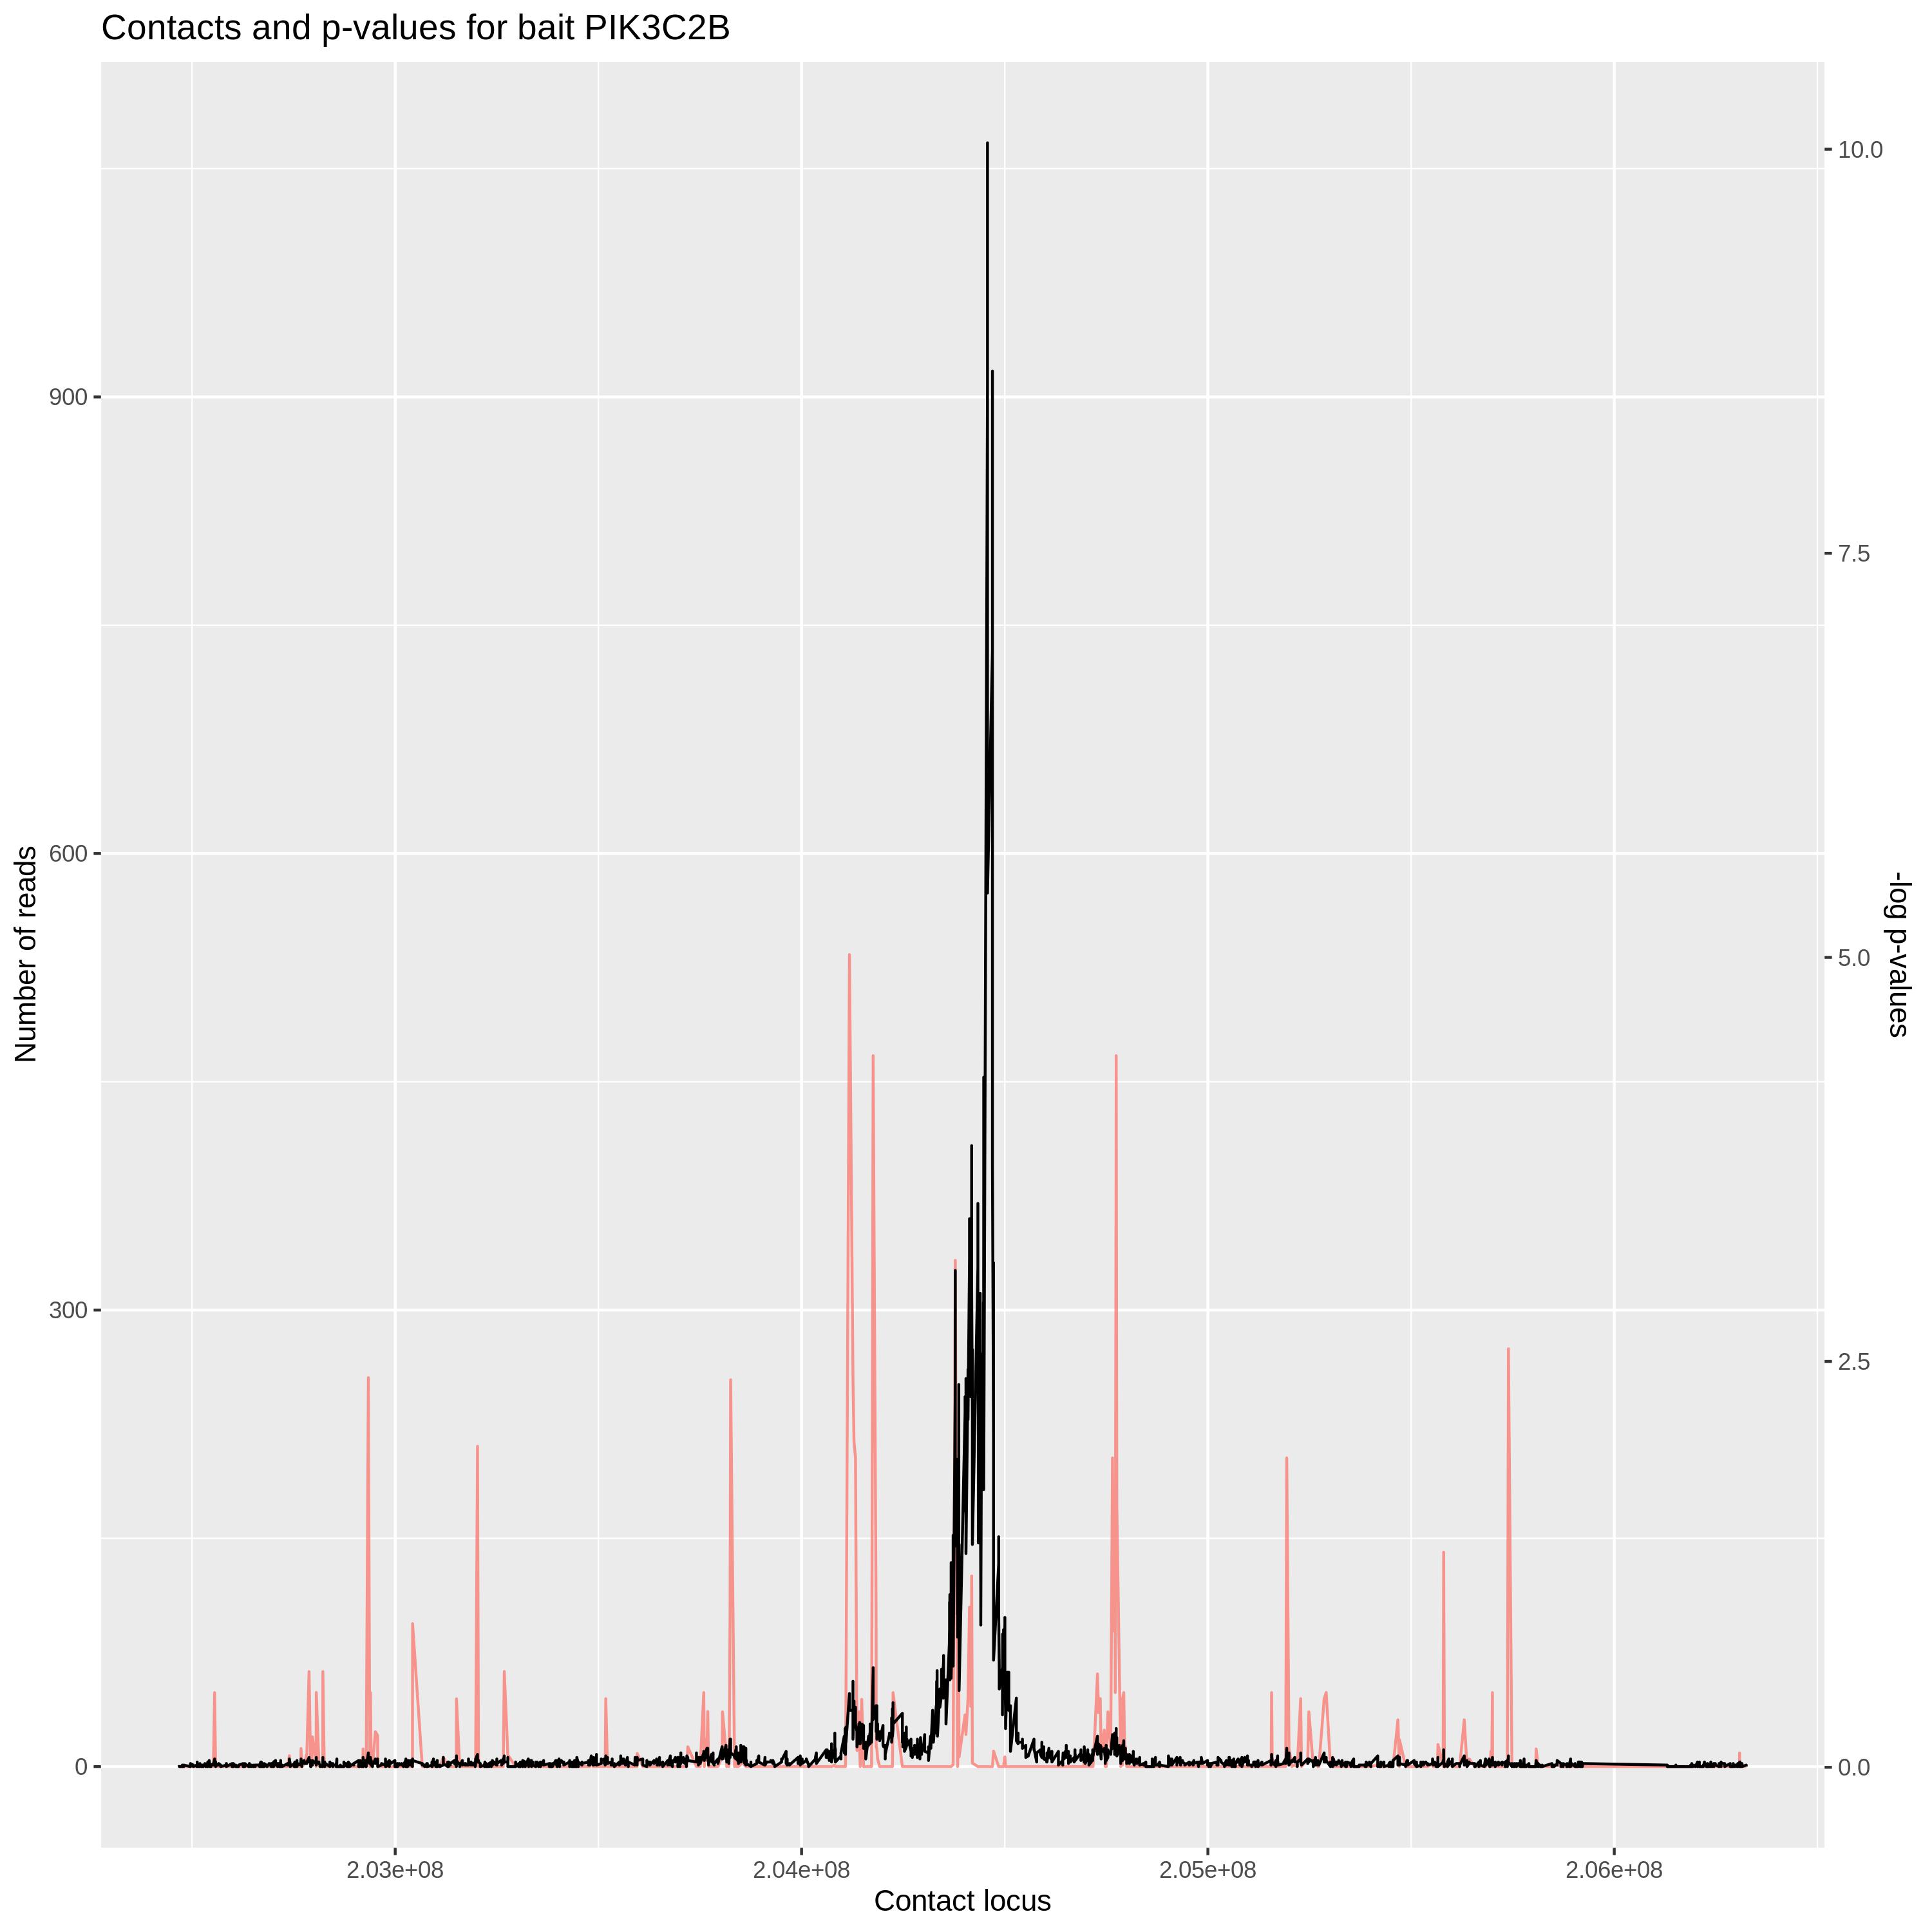 Contacts and p-values for bait PIK3C2B
10.0
900
7.5
600
5.0
Number of reads
-log p-values
300
2.5
0
0.0
2.03e+08 2.04e+08 2.05e+08 2.06e+08
Contact locus